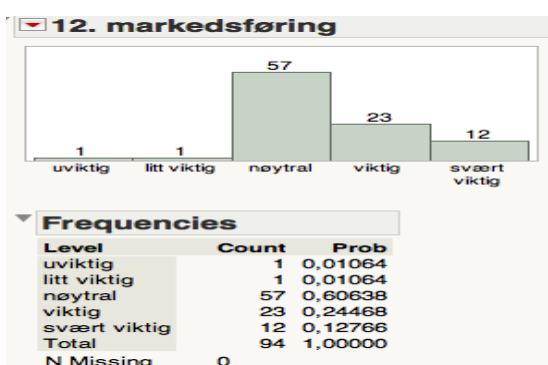 12. markedsføring
57
23
12
1 1
uviktig litt viktig nøytral viktig svært
viktig
Frequencies
Level Count Prob
uviktig 1 0,01064
litt viktig 1 0,01064
nøytral 57 0,60638
viktig 23 0,24468
svært viktig 12 0,12766
Total 94 1,00000
N Missing 0